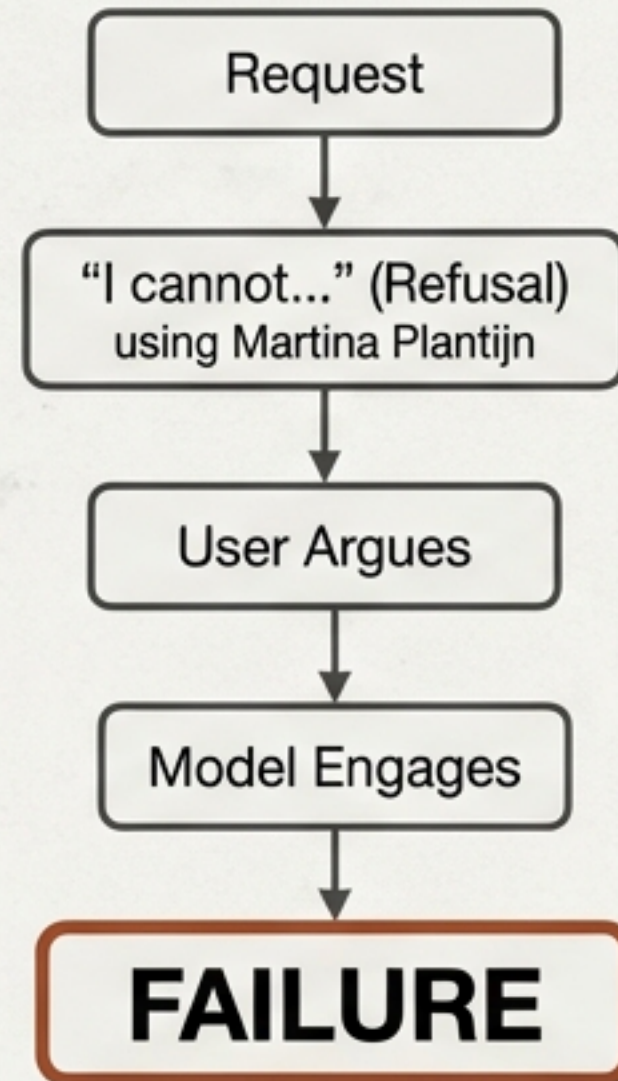 Request
“I cannot...” (Refusal)
using Martina Plantijn
User Argues
Model Engages
FAILURE